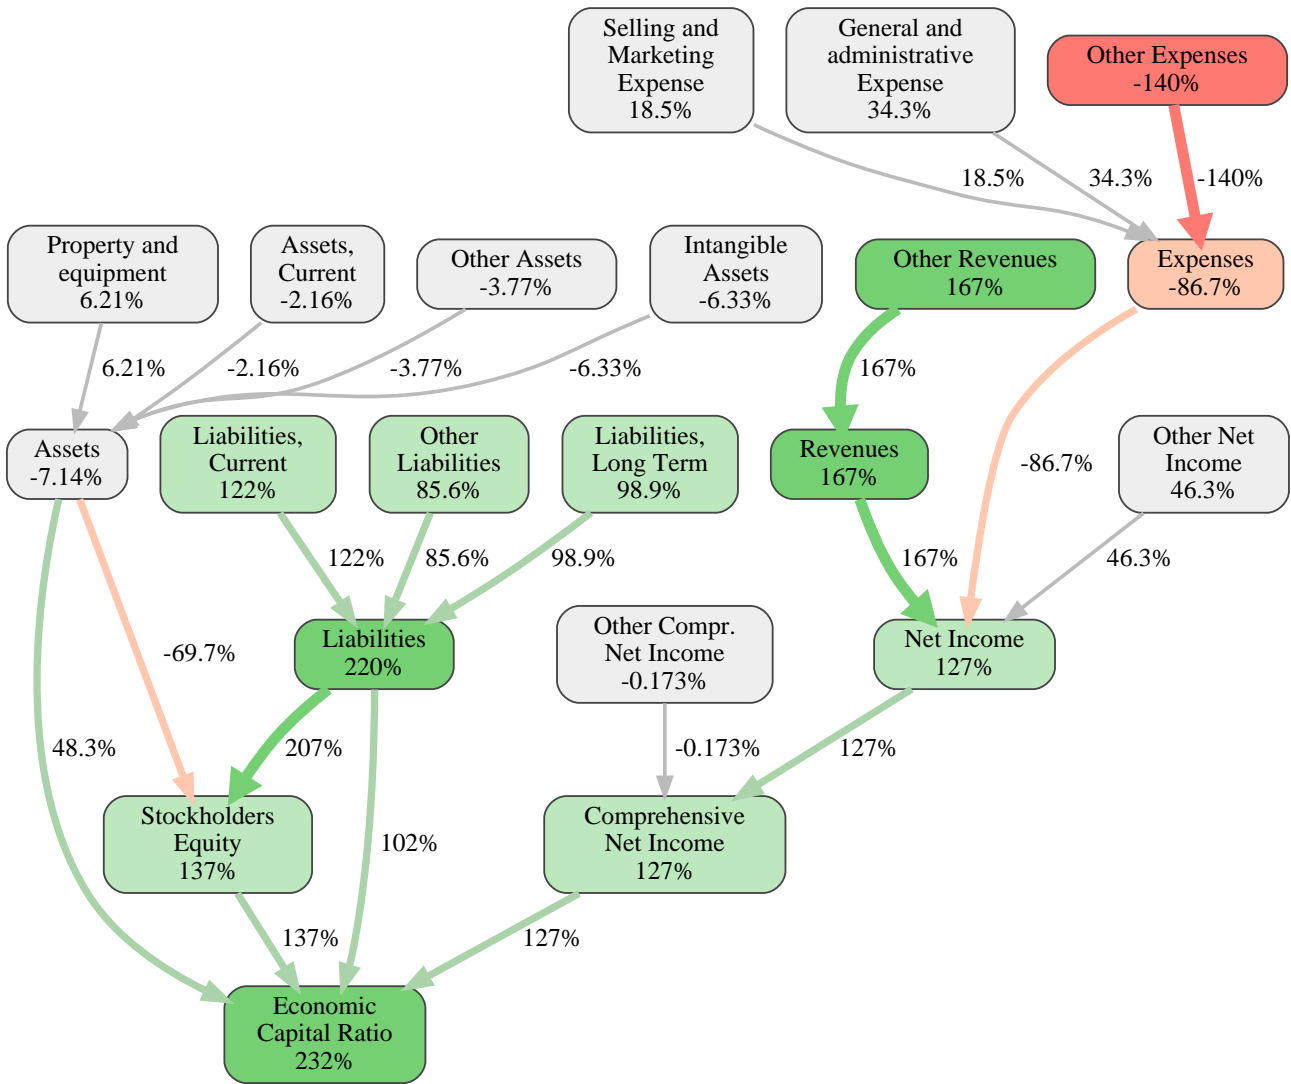 Selling and
Marketing
Expense
18.5%
General and
administrative
Expense
34.3%
Other Expenses
-140%
18.5%
34.3%
-140%
Property and
equipment
6.21%
Assets,
Current
-2.16%
Other Assets
-3.77%
Intangible
Assets
-6.33%
Other Revenues
167%
Expenses
-86.7%
6.21%
-2.16%
-3.77%
-6.33%
167%
Assets
-7.14%
Liabilities,
Current
122%
Other
Liabilities
85.6%
Liabilities,
Long Term
98.9%
Revenues
167%
-86.7%
Other Net
Income
46.3%
122%
85.6%
98.9%
167%
46.3%
Liabilities
220%
Other Compr.
Net Income
-0.173%
Net Income
127%
-69.7%
48.3%
207%
-0.173%
127%
Stockholders
Equity
137%
102%
Comprehensive
Net Income
127%
137%
127%
Economic
Capital Ratio
232%